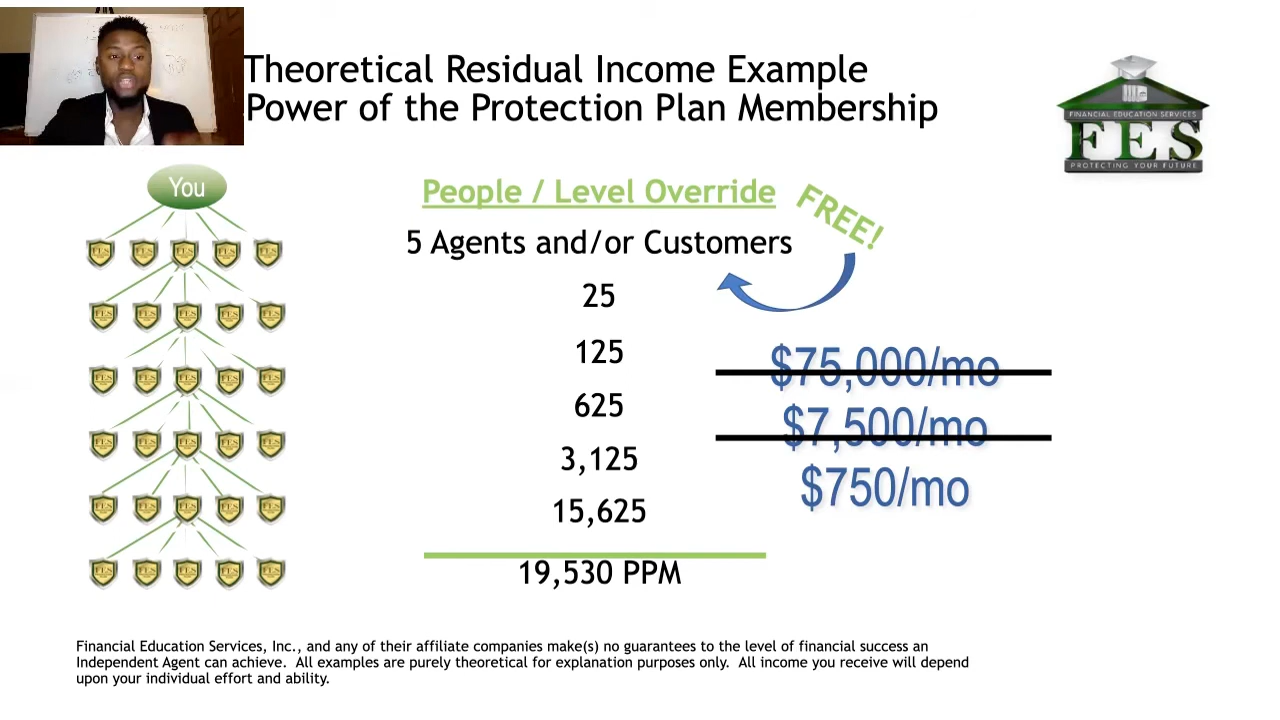 Theoretical Residual Income Example
Power of the Protection Plan Membership
FINANCIAL EDUCATION SERVICES
FES
PROTECTING YOUR FUTURE
You
People / Level Override
FREE!
5 Agents and/or Customers
25
125
$75,000/mo
625
$7,500/mo
3,125
$750/mo
15,625
19,530 PPM
Financial Education Services, Inc., and any of their affiliate companies make(s) no guarantees to the level of financial success an
Independent Agent can achieve. All examples are purely theoretical for explanation purposes only. All income you receive will depend
upon your individual effort and ability.